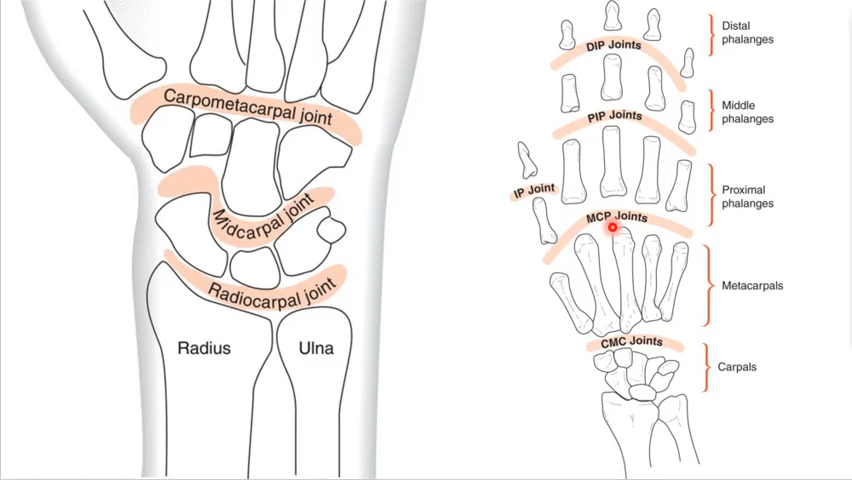 Carpometacarpal joint
Midcarpal joint
Radiocarpal joint
Radius
Ulna
DIP Joints
PIP Joints
IP Joint
MCP Joints
CMC Joints
Distal
phalanges
Middle
phalanges
Proximal
phalanges
Metacarpals
Carpals